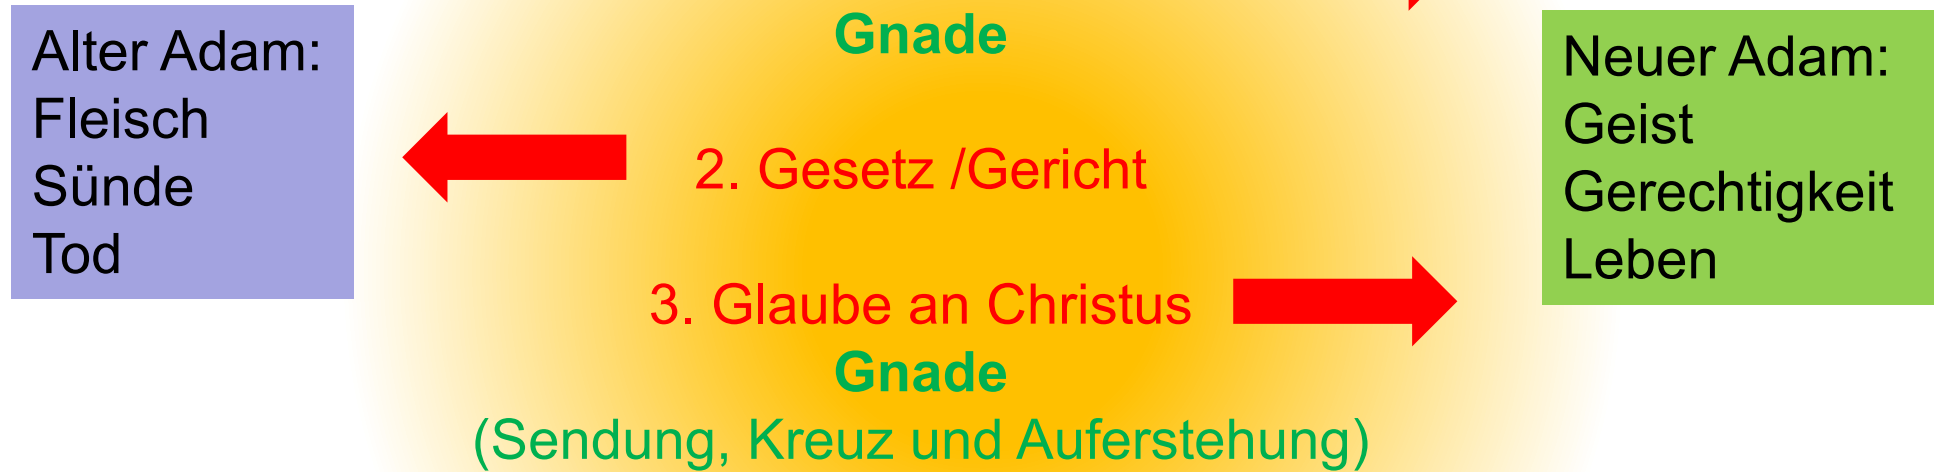 Alter Adam:
Fleisch
Sünde
Tod
Gnade
2. Gesetz /Gericht
3. Glaube an Christus
Gnade
(Sendung, Kreuz und Auferstehung)
Neuer Adam:
Geist
Gerechtigkeit
Leben